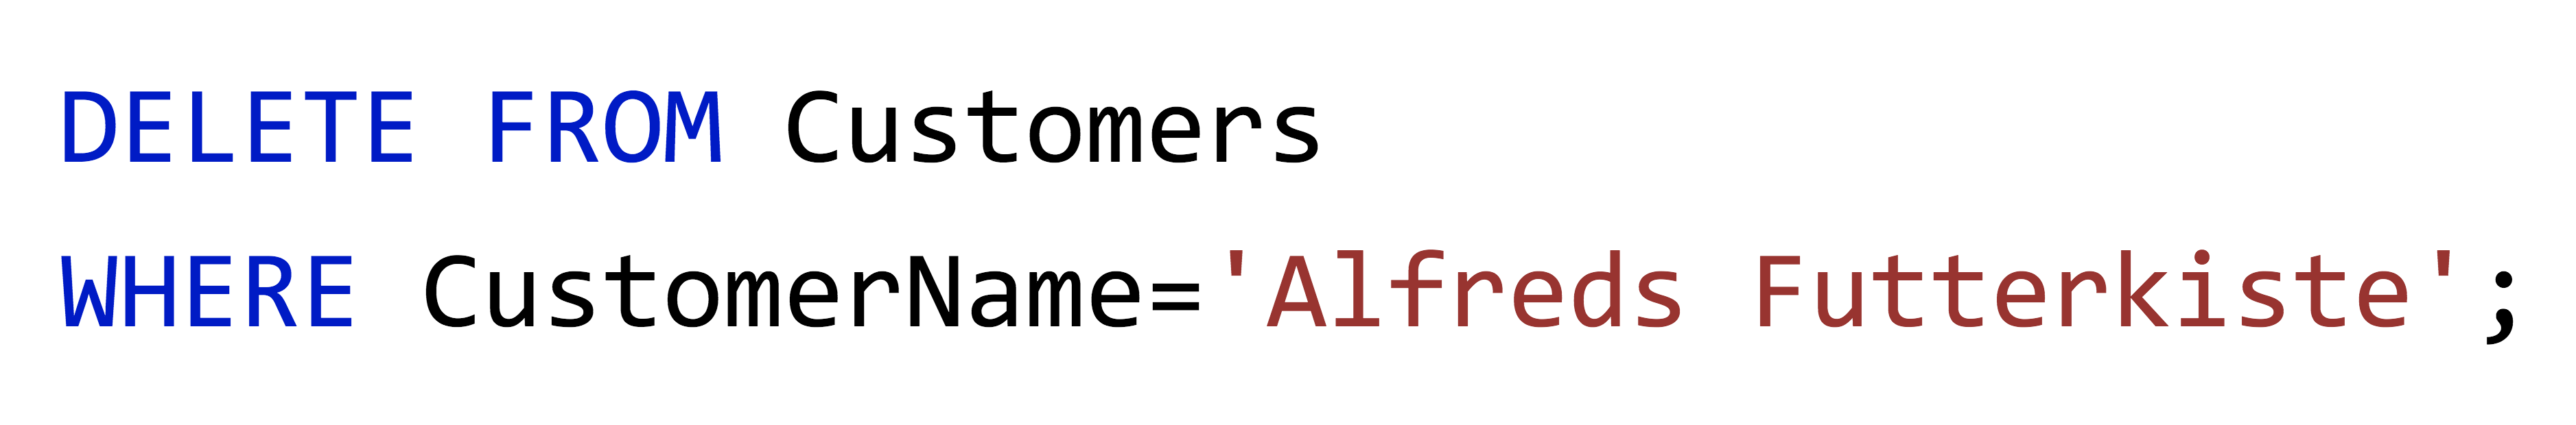 DELETE FROM Customers
WHERE CustomerName='Alfreds Futterkiste';